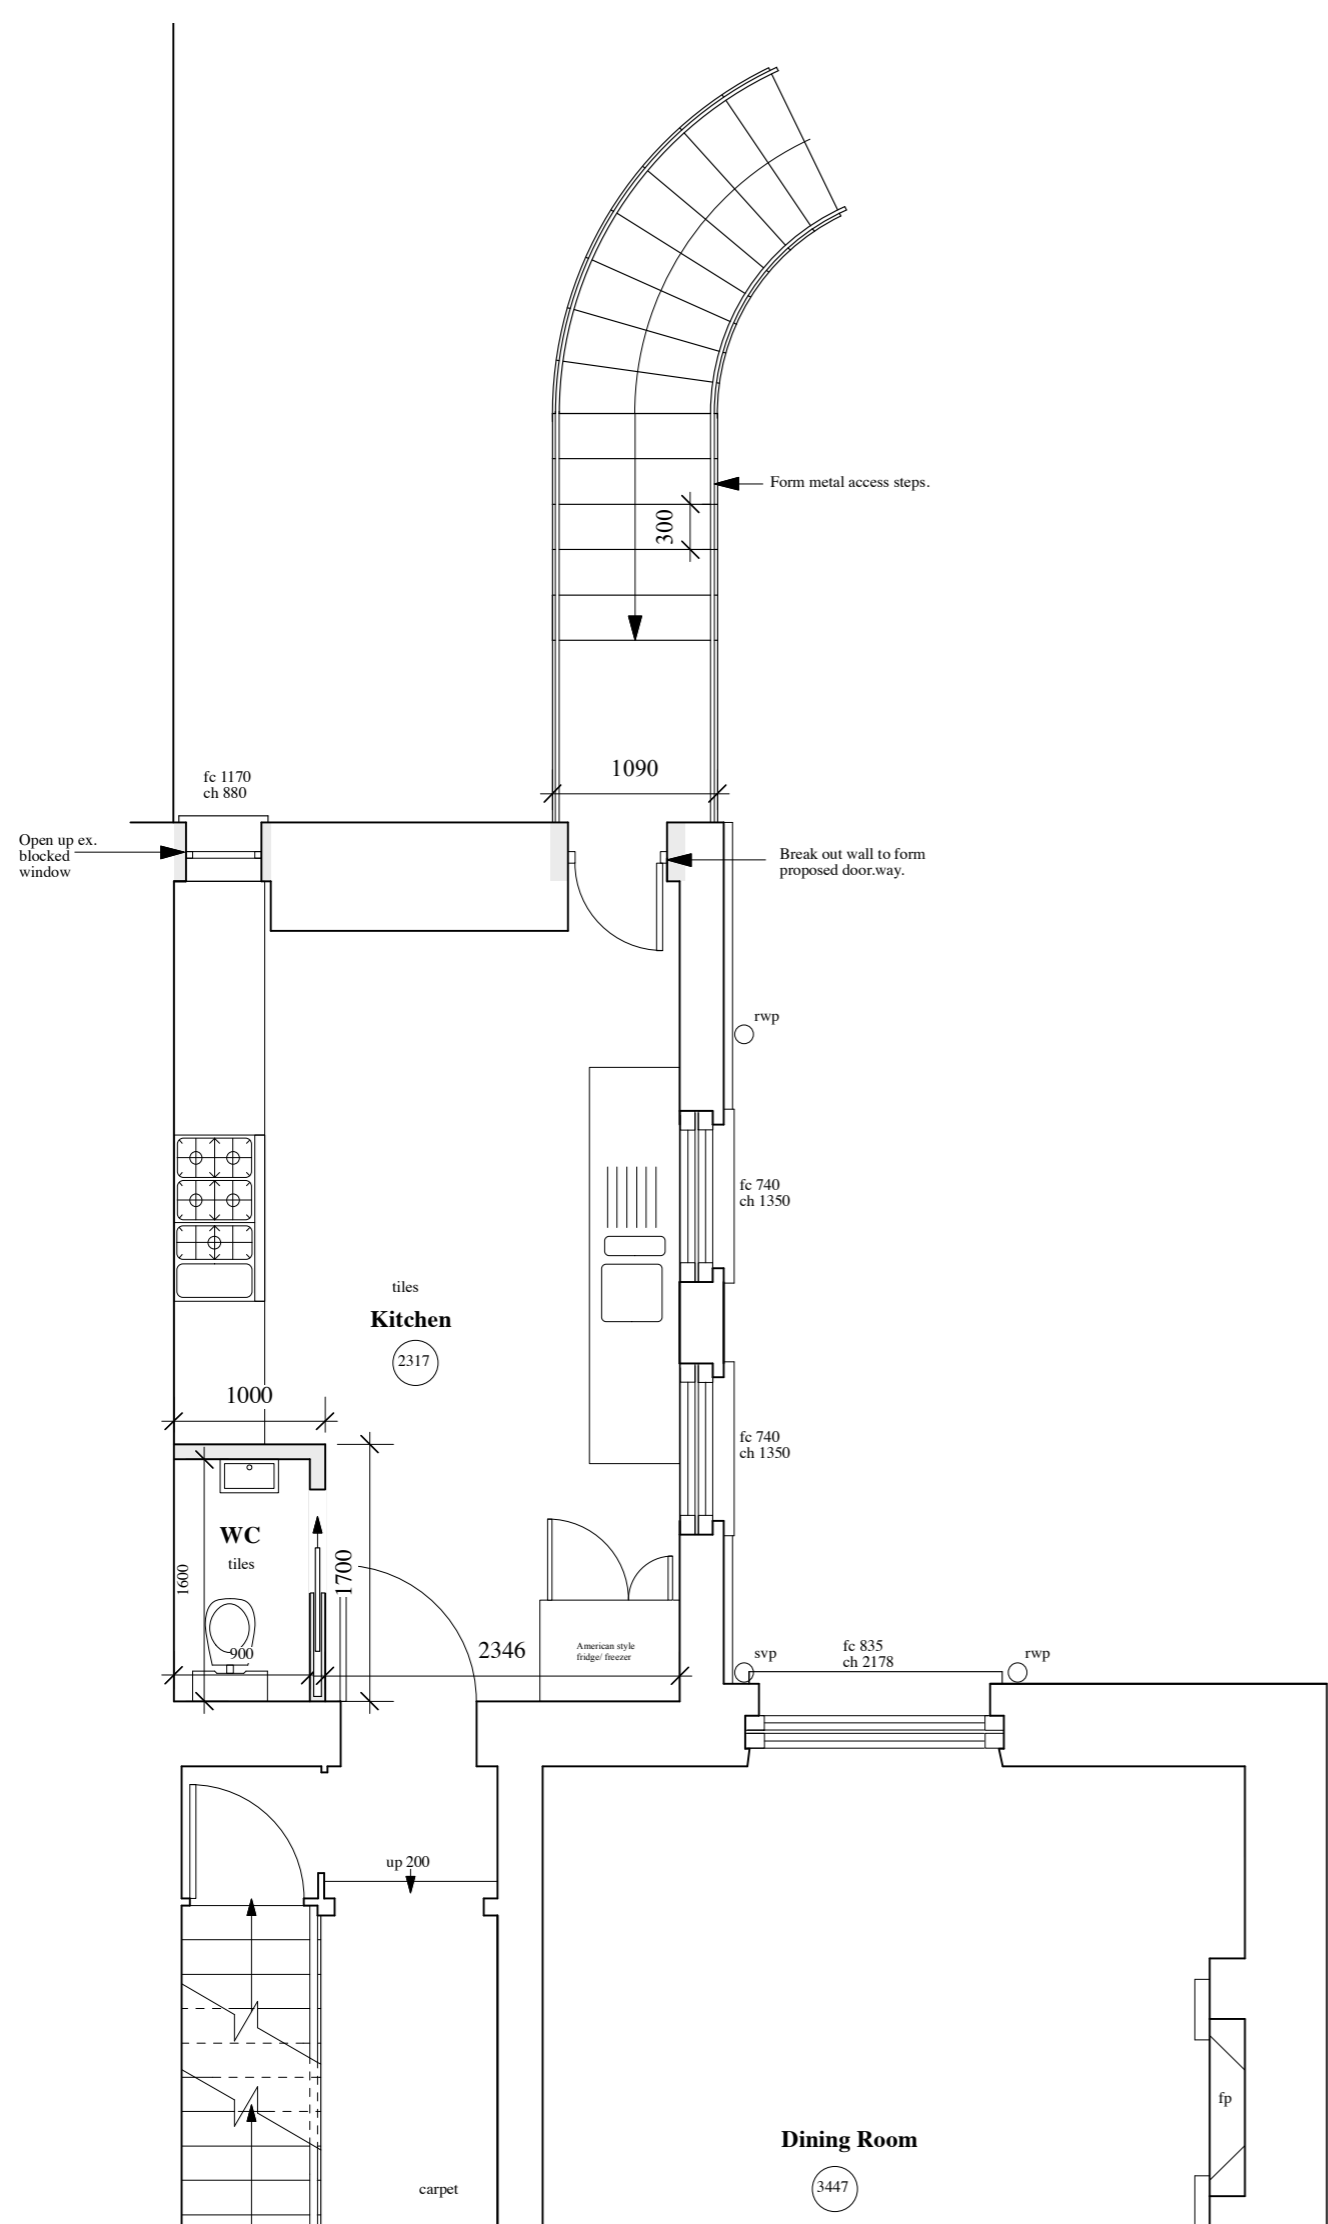 Form metal access steps.
300
1090
fc 1170
ch 880
Open up ex.
blocked
window
Break out wall to form
proposed door.way.
rwp
fc 740
ch 1350
tiles
Kitchen
2317
1000
fc 740
ch 1350
WC
tiles
1600
1700
900
2346
American style
fridge/ freezer
svp
fc 835
ch 2178
rwp
up 200
fp
Dining Room
3447
carpet